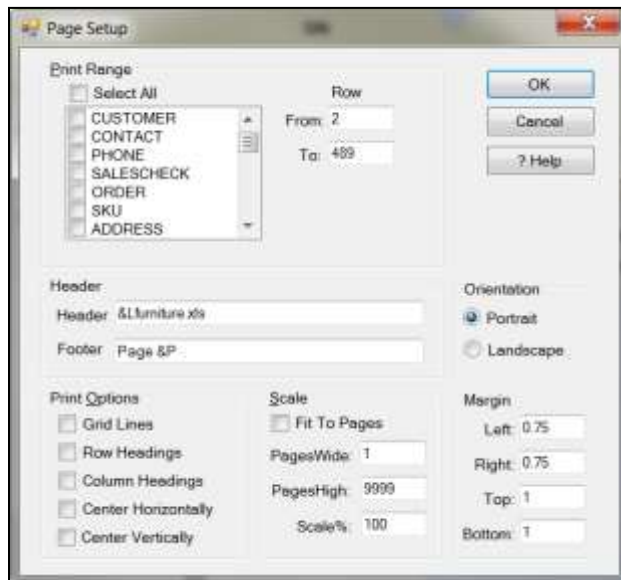 Page Setup
Print Range
Select All
Row
CUSTOMER
CONTACT
PHONE
SALESCHECK
ORDER
SKU
ADDRESS
From: 2
To: 489
OK
Cancel
? Help
Header
Header &Lfurniture.xls
Footer Page &P
Orientation
Portrait
Landscape
Print Options
Grid Lines
Row Headings
Column Headings
Center Horizontally
Center Vertically
Scale
Fit To Pages
PagesWide: 1
PagesHigh: 9999
Scale%: 100
Margin
Left: 0.75
Right: 0.75
Top: 1
Bottom: 1